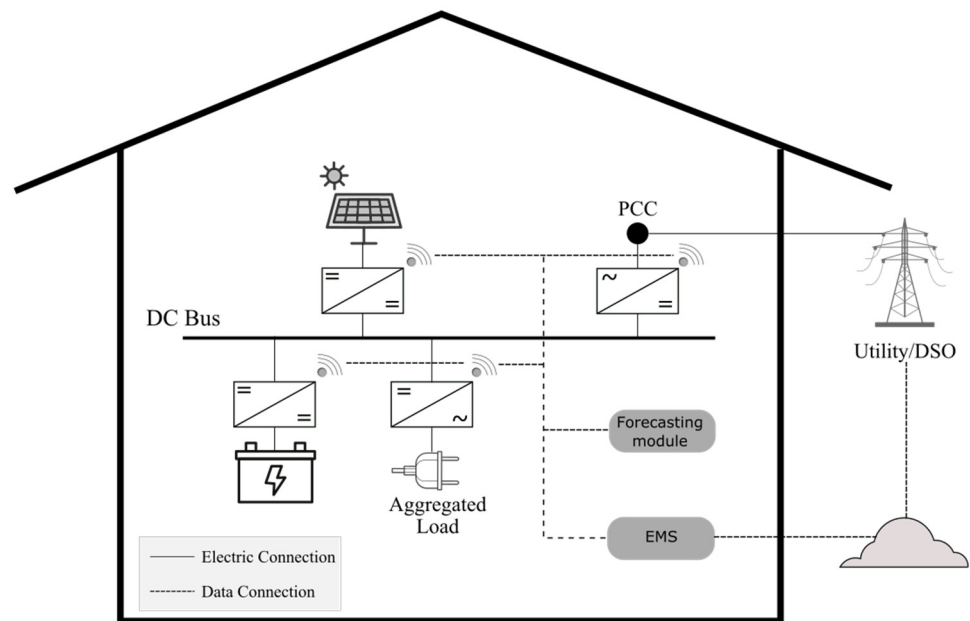 PCC
DC Bus
Utility/DSO
Forecasting
module
Aggregated
Load
EMS
Electric Connection
Data Connection